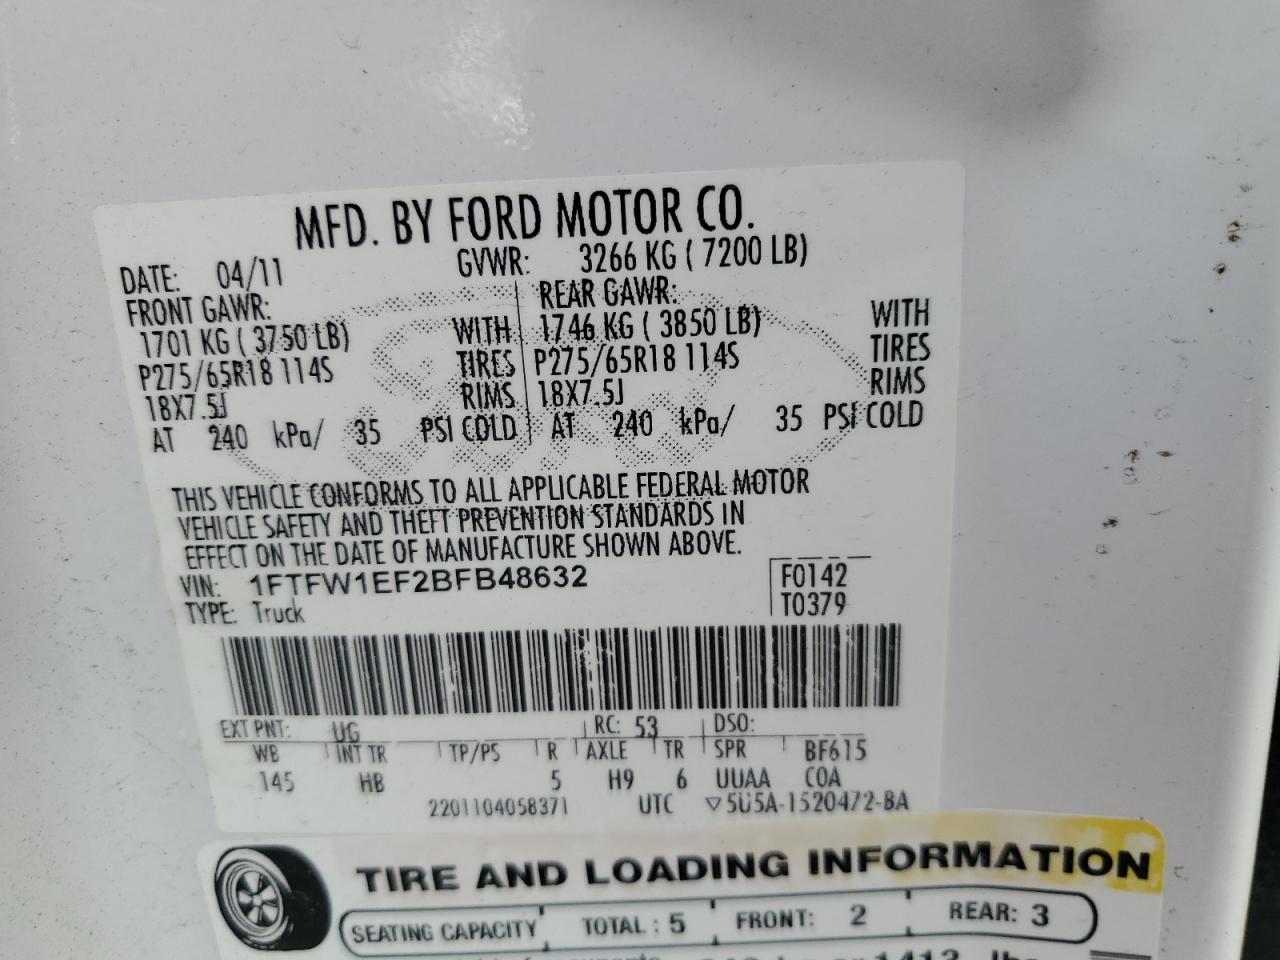 MFD. BY FORD MOTOR CO.
DATE: 04/11 GVWR: 3266 KG ( 7200 LB)
FRONT GAWR: REAR GAWR:
1701 KG ( 3750 LB) WITH 1746 KG ( 3850 LB) WITH
P275/65R18 114S TIRES P275/65R18 114S TIRES
18X7.5J RIMS 18X7.5J RIMS
AT 240 kPa/ 35 PSI COLD AT 240 kPa/ 35 PSI COLD
THIS VEHICLE CONFORMS TO ALL APPLICABLE FEDERAL MOTOR
VEHICLE SAFETY AND THEFT PREVENTION STANDARDS IN
EFFECT ON THE DATE OF MANUFACTURE SHOWN ABOVE.
VIN: 1FTFW1EF2BFB48632 F0142
TYPE: Truck T0379
EXT PNT: UG RC: 53 DSO:
WB INT TR TP/PS R AXLE TR SPR BF615
145 HB 5 H9 6 UUAA COA
2201104058371 UTC ▽5U5A-1520472-BA
TIRE AND LOADING INFORMATION
SEATING CAPACITY TOTAL : 5 FRONT: 2 REAR: 3